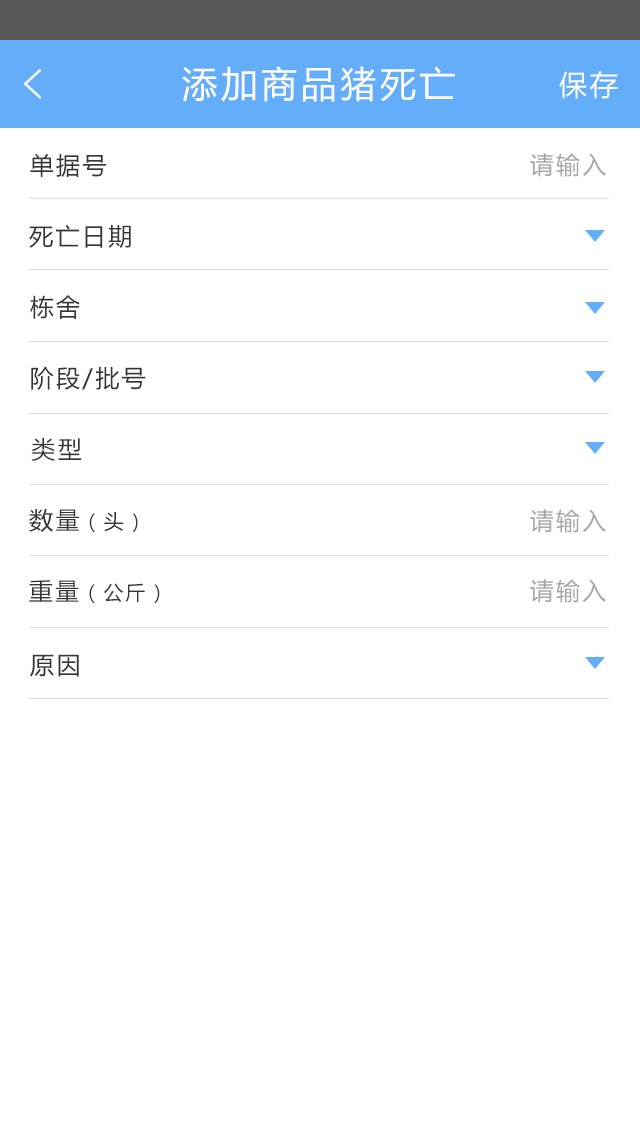 添加商品猪死亡 保存
单据号 请输入
死亡日期
栋舍
阶段/批号
类型
数量（头） 请输入
重量（公斤） 请输入
原因